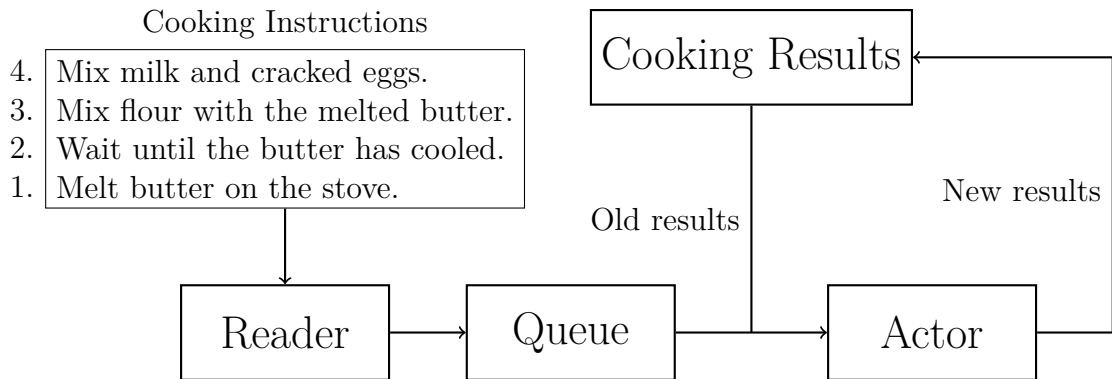 Cooking Instructions
4. Mix milk and cracked eggs.
3. Mix flour with the melted butter.
2. Wait until the butter has cooled.
1. Melt butter on the stove.
Cooking Results
Old results
New results
Reader
Queue
Actor